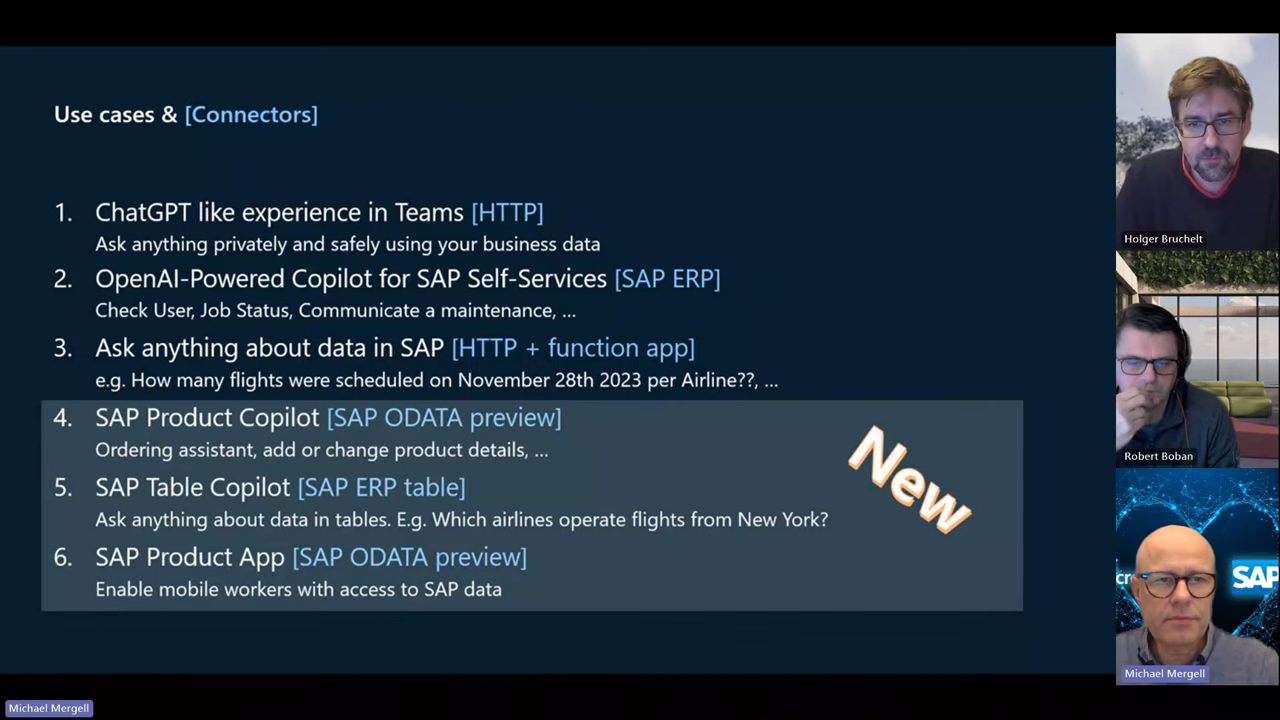 Use cases & [Connectors]
1. ChatGPT like experience in Teams [HTTP]
Ask anything privately and safely using your business data
2. OpenAI-Powered Copilot for SAP Self-Services [SAP ERP]
Check User, Job Status, Communicate a maintenance, ...
3. Ask anything about data in SAP [HTTP + function app]
e.g. How many flights were scheduled on November 28th 2023 per Airline??, ...
4. SAP Product Copilot [SAP ODATA preview]
Ordering assistant, add or change product details, ...
5. SAP Table Copilot [SAP ERP table]
Ask anything about data in tables. E.g. Which airlines operate flights from New York?
6. SAP Product App [SAP ODATA preview]
Enable mobile workers with access to SAP data
New
Holger Bruchelt
Robert Boban
SAP
Michael Mergell
Michael Mergell